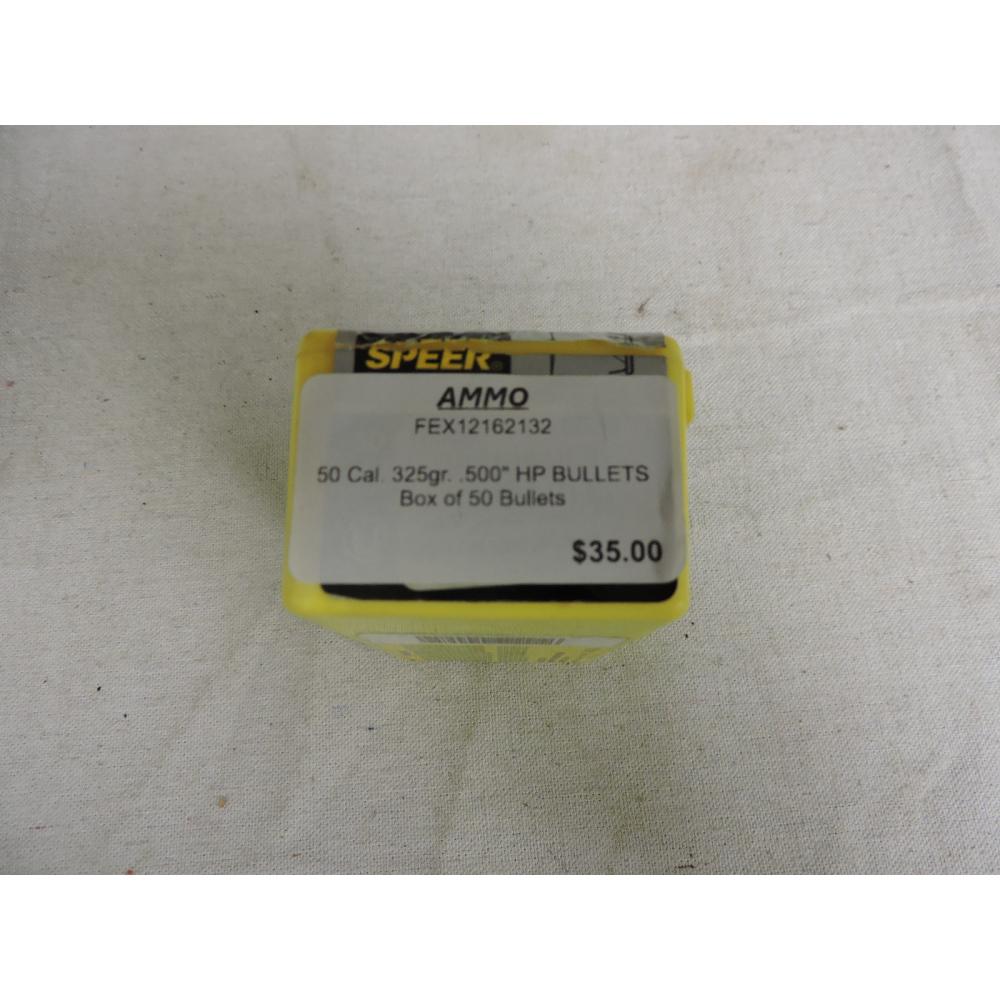 SPEER®
AMMO
FEX12162132
50 Cal. 325gr. .500" HP BULLETS
Box of 50 Bullets
$35.00